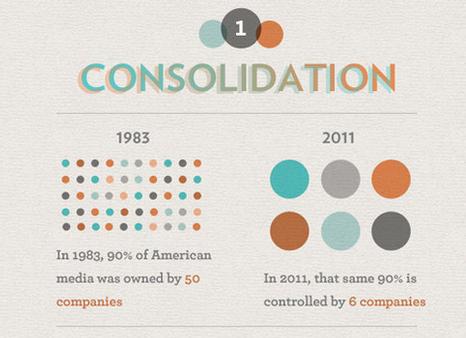 1
CONSOLIDATION
1983
2011
In 1983, 90% of American
media was owned by 50
companies
In 2011, that same 90% is
controlled by 6 companies